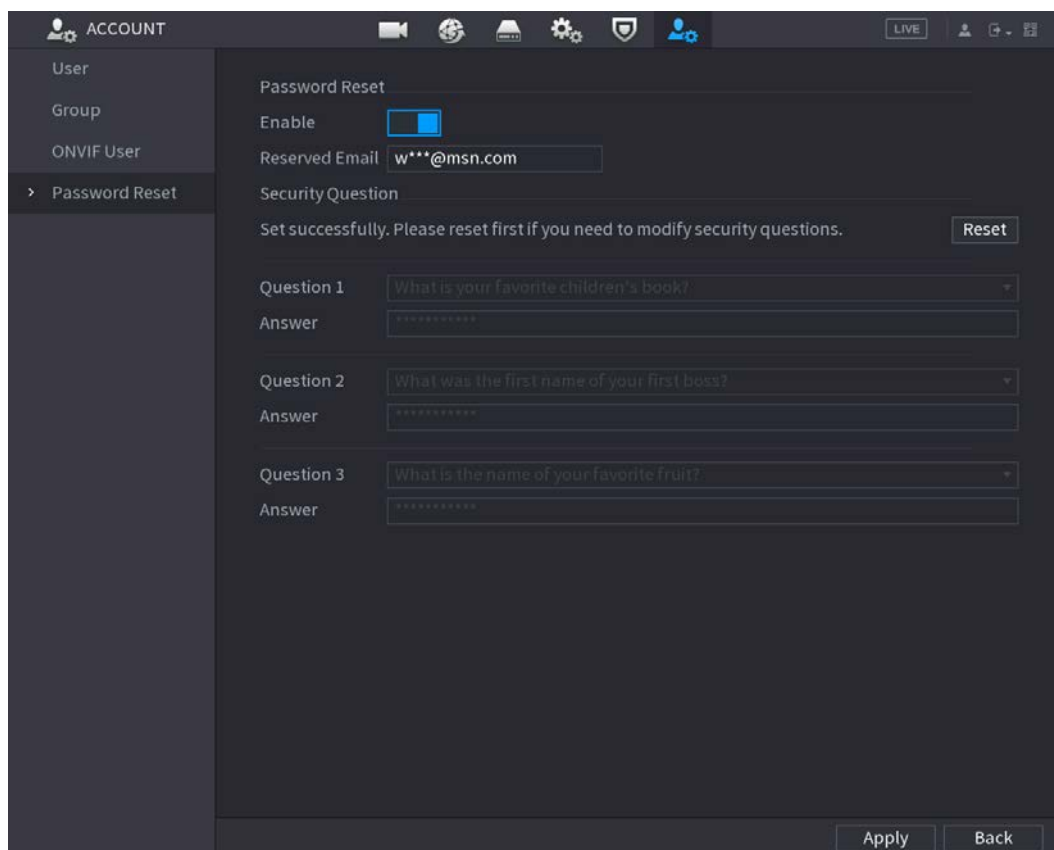 ACCOUNT
LIVE
User
Group
ONVIF User
Password Reset
Password Reset
Enable
Reserved Email w***@msn.com
Security Question
Set successfully. Please reset first if you need to modify security questions. Reset
Question 1 What is your favorite children's book?
Answer ***********
Question 2 What was the first name of your first boss?
Answer ***********
Question 3 What is the name of your favorite fruit?
Answer ***********
Apply Back